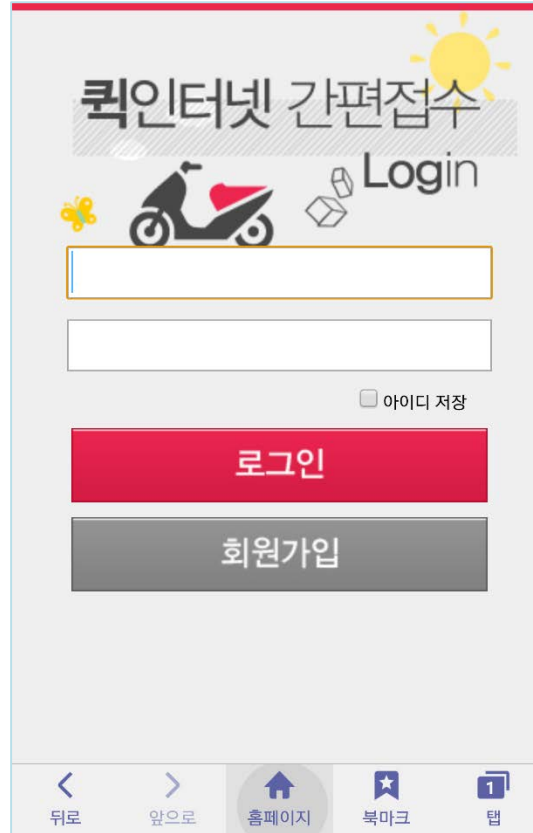 퀵인터넷 간편접수
Login
아이디 저장
로그인
회원가입
1
뒤로 앞으로 홈페이지 북마크 탭